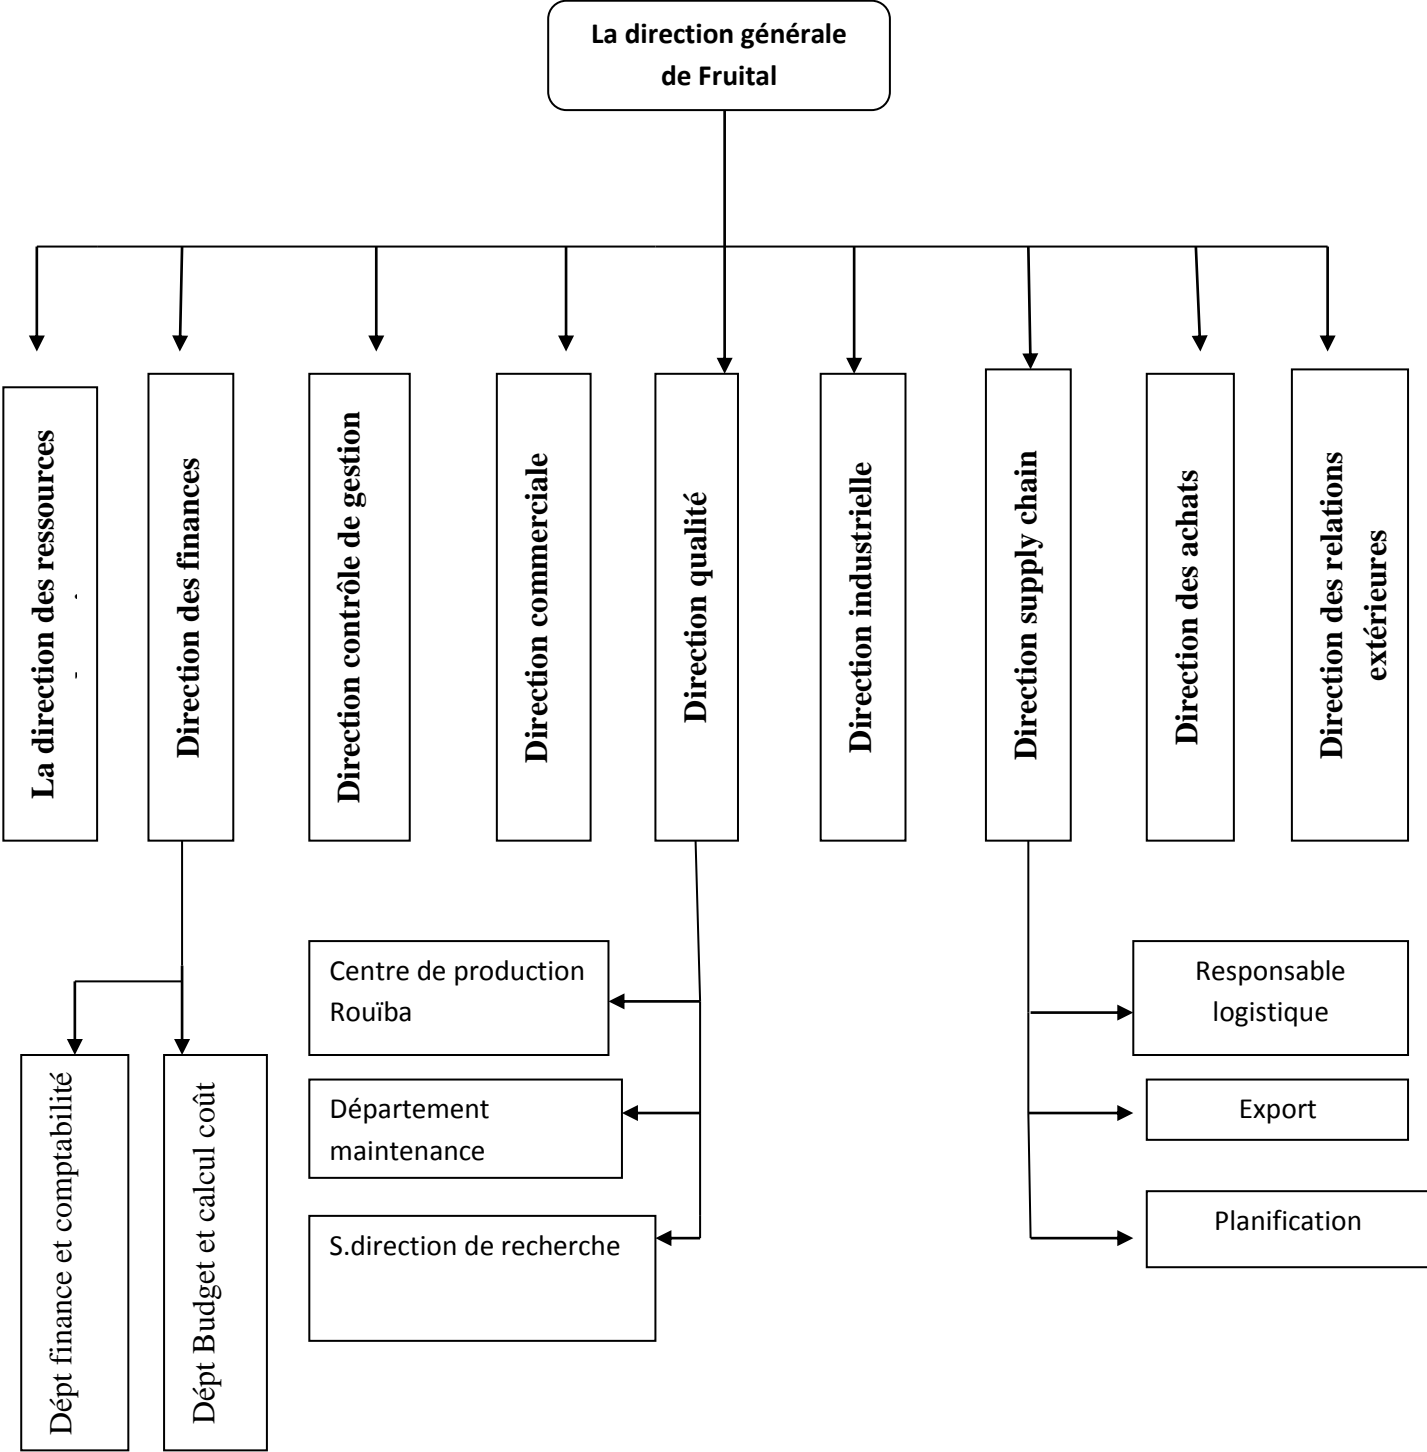 La direction générale
de Fruital
La direction des ressources
Direction des finances
Direction contrôle de gestion
Direction commerciale
Direction qualité
Direction industrielle
Direction supply chain
Direction des achats
Direction des relations
extérieures
Centre de production
Rouïba
Responsable
logistique
Département
maintenance
Export
S.direction de recherche
Planification
Dépt finance et comptabilité
Dépt Budget et calcul coût